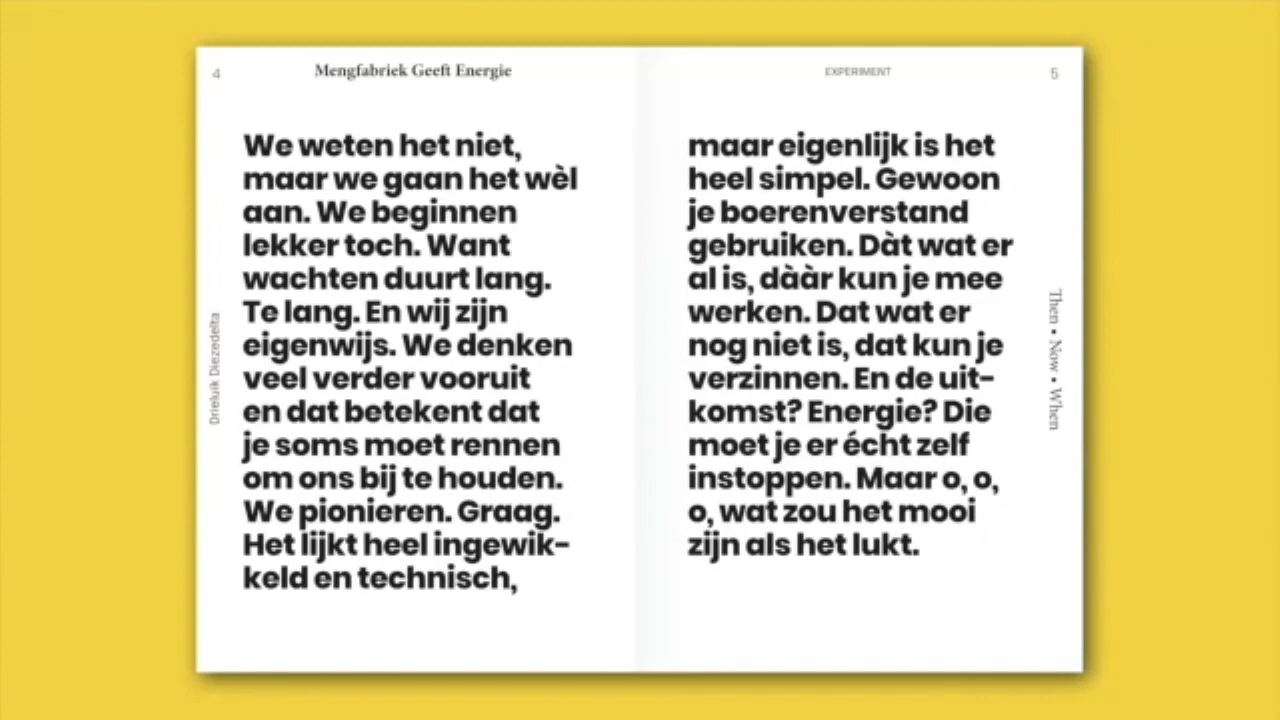 4
Mengfabriek Geeft Energie
Drieluik Diezedelta
We weten het niet,
maar we gaan het wèl
aan. We beginnen
lekker toch. Want
wachten duurt lang.
Te lang. En wij zijn
eigenwijs. We denken
veel verder vooruit
en dat betekent dat
je soms moet rennen
om ons bij te houden.
We pionieren. Graag.
Het lijkt heel ingewik-
keld en technisch,
EXPERIMENT
5
maar eigenlijk is het
heel simpel. Gewoon
je boerenverstand
gebruiken. Dàt wat er
al is, dààr kun je mee
werken. Dat wat er
nog niet is, dat kun je
verzinnen. En de uit-
komst? Energie? Die
moet je er écht zelf
instoppen. Maar o, o,
o, wat zou het mooi
zijn als het lukt.
Then • Now • When